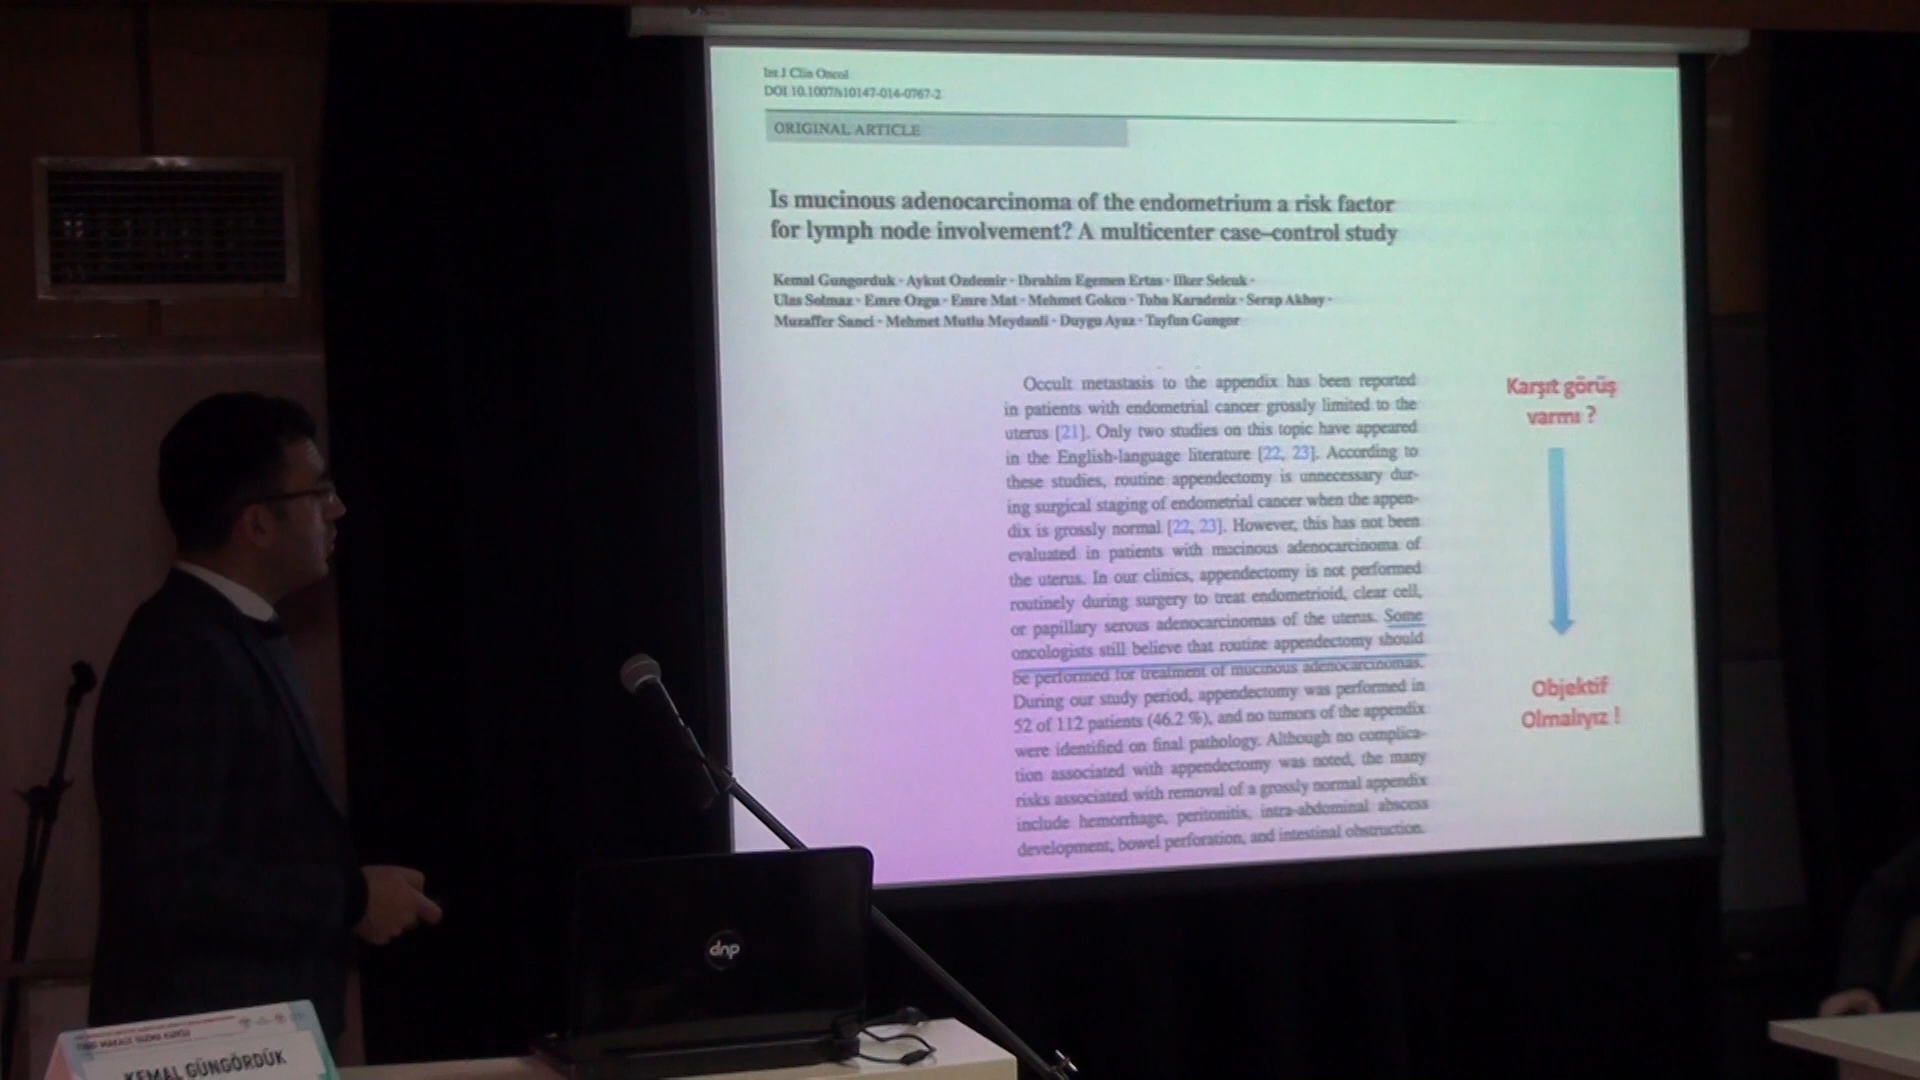 Int J Clin Oncol
DOI 10.1007/s10147-014-0767-2
ORIGINAL ARTICLE
Is mucinous adenocarcinoma of the endometrium a risk factor
for lymph node involvement? A multicenter case–control study
Kemal Gungorduk · Aykut Ozdemir · Ibrahim Egemen Ertas · Ilker Selcuk ·
Ulas Solmaz · Emre Ozgu · Emre Mat · Mehmet Gokcu · Tuba Karadeniz · Serap Akbay ·
Muzaffer Sanci · Mehmet Mutlu Meydanli · Duygu Ayaz · Tayfun Gungor
Occult metastasis to the appendix has been reported
in patients with endometrial cancer grossly limited to the
uterus [21]. Only two studies on this topic have appeared
in the English-language literature [22, 23]. According to
these studies, routine appendectomy is unnecessary dur-
ing surgical staging of endometrial cancer when the appen-
dix is grossly normal [22, 23]. However, this has not been
evaluated in patients with mucinous adenocarcinoma of
the uterus. In our clinics, appendectomy is not performed
routinely during surgery to treat endometrioid, clear cell,
or papillary serous adenocarcinomas of the uterus. Some
oncologists still believe that routine appendectomy should
be performed for treatment of mucinous adenocarcinomas.
During our study period, appendectomy was performed in
52 of 112 patients (46.2 %), and no tumors of the appendix
were identified on final pathology. Although no complica-
tion associated with appendectomy was noted, the many
risks associated with removal of a grossly normal appendix
include hemorrhage, peritonitis, intra-abdominal abscess
development, bowel perforation, and intestinal obstruction.
Karşıt görüş
varmı ?
Objektif
Olmalıyız !
dnp
MAKALE YAZMA KURSU
KEMAL GÜNGÖRDÜK